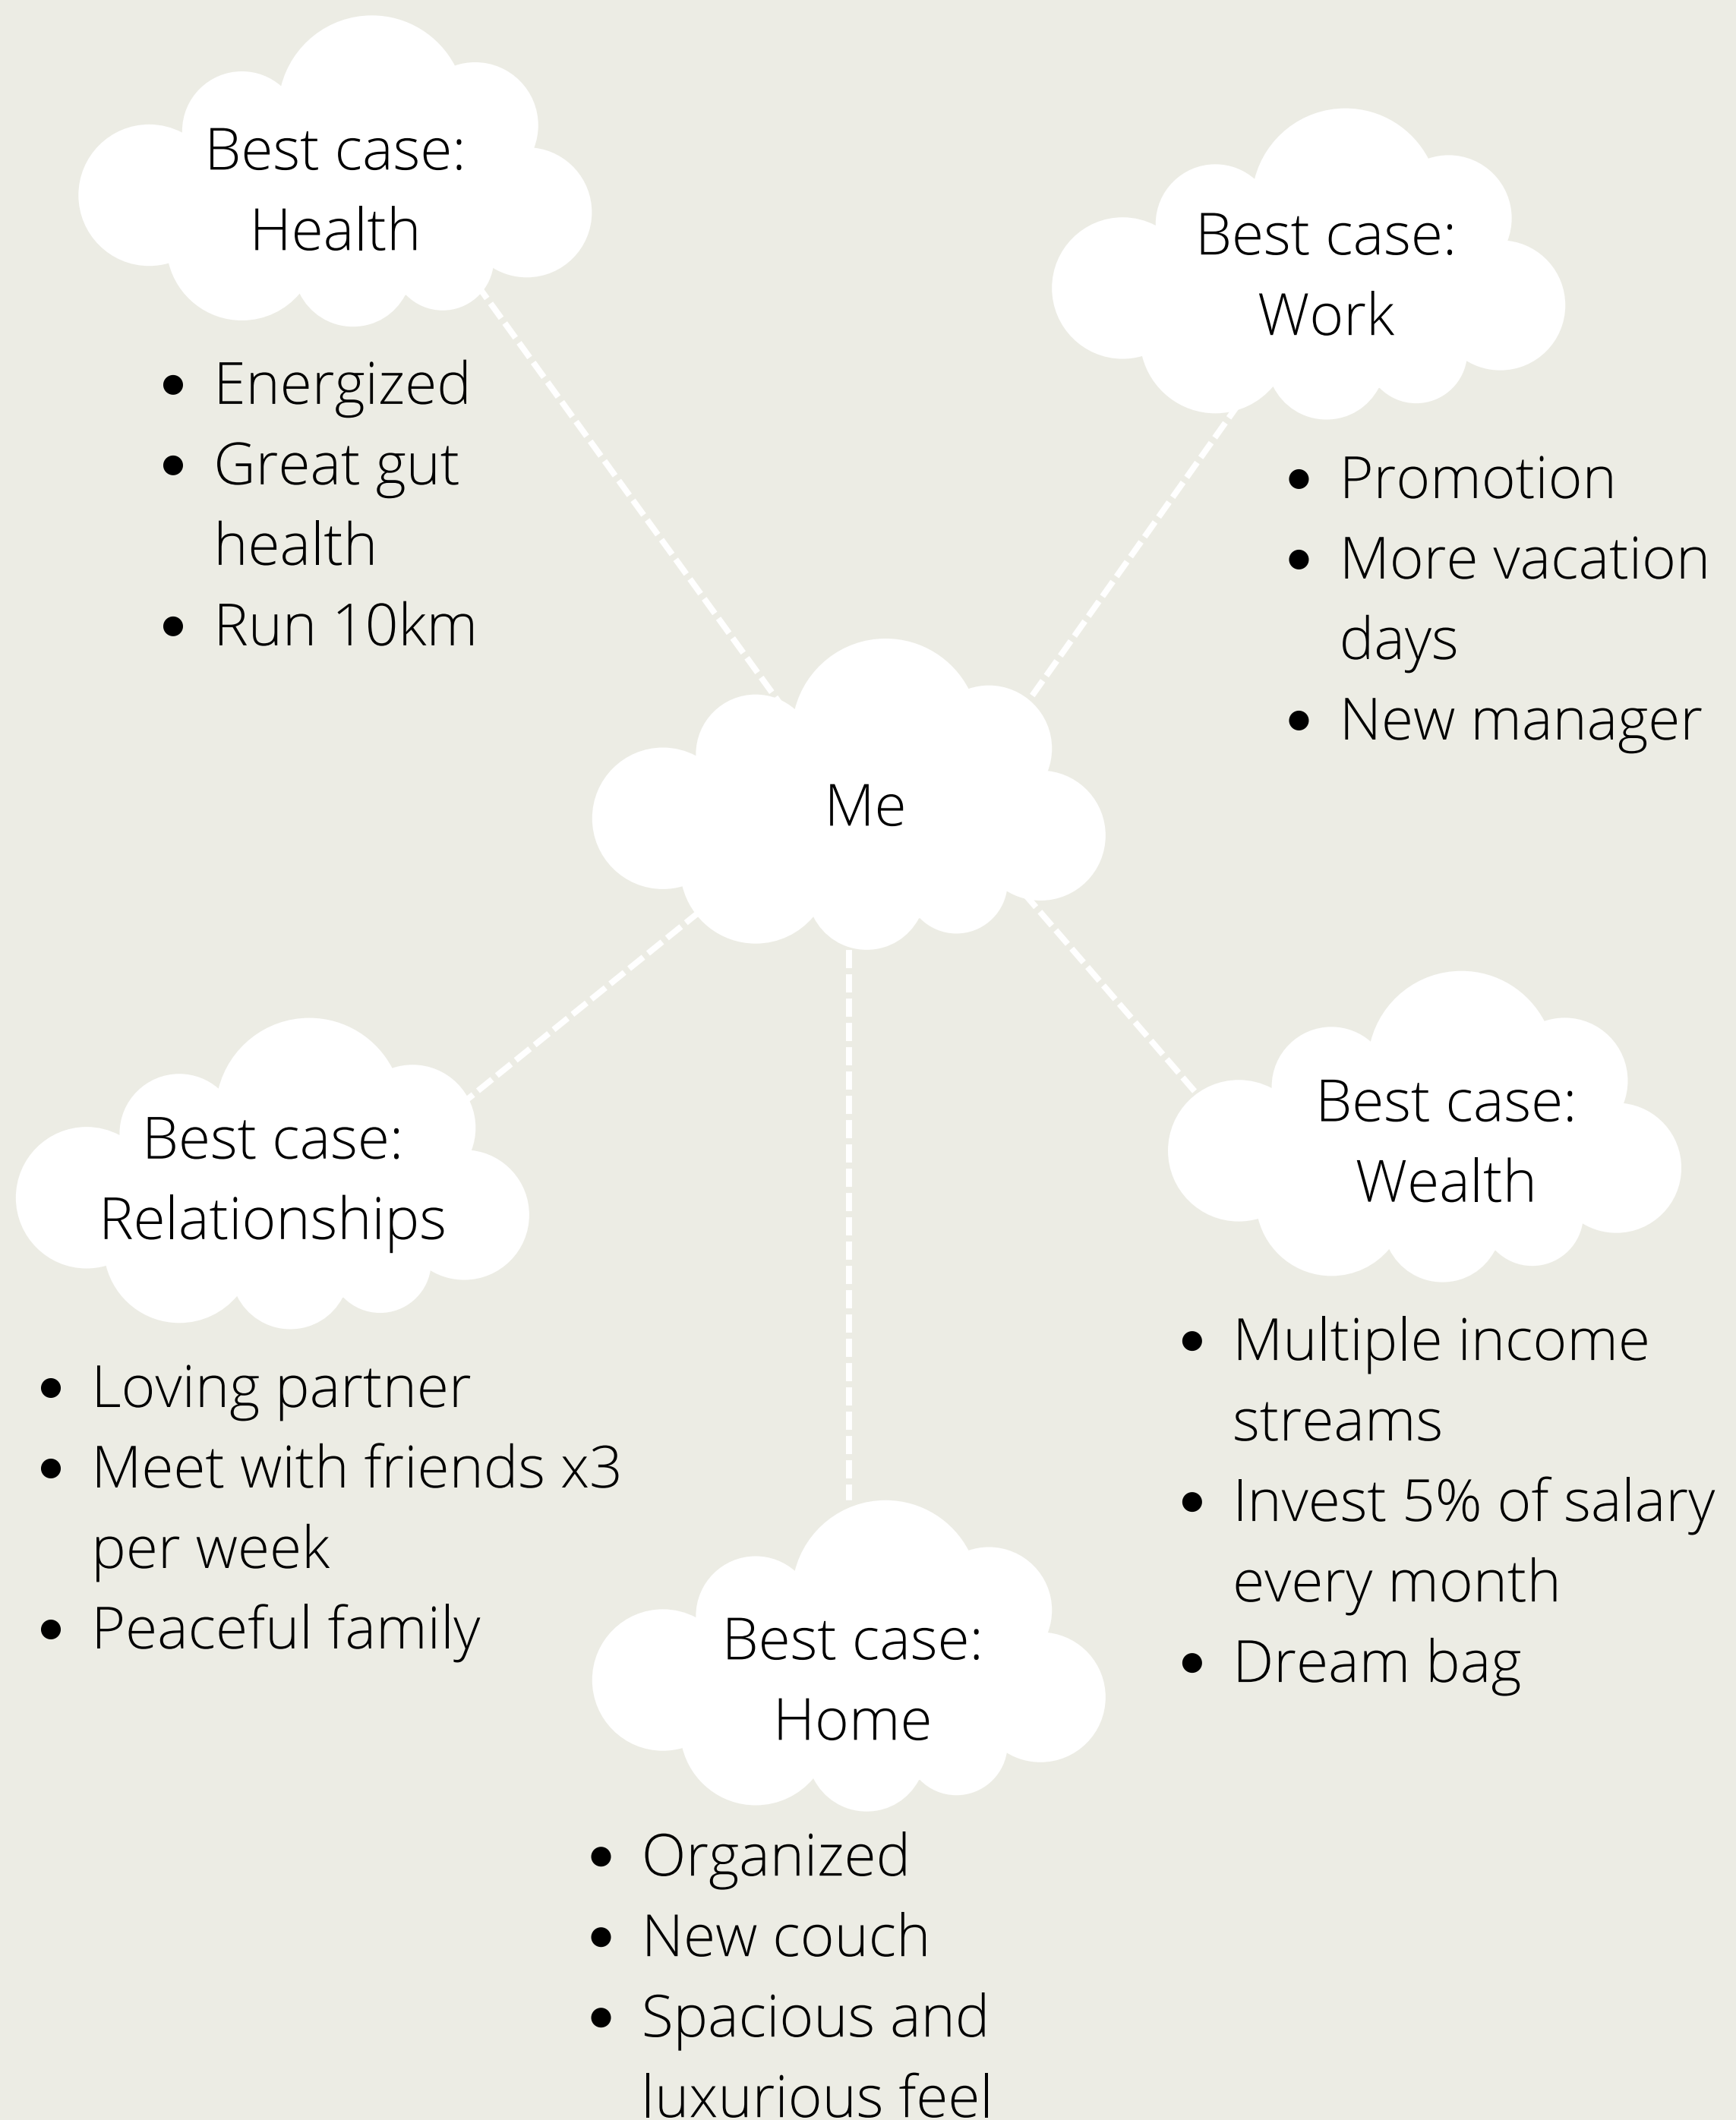 Best case:
Health
• Energized
• Great gut
health
• Run 10km
Best case:
Work
• Promotion
• More vacation
days
• New manager
Me
Best case:
Relationships
• Loving partner
• Meet with friends x3
per week
• Peaceful family
Best case:
Wealth
• Multiple income
streams
• Invest 5% of salary
every month
• Dream bag
Best case:
Home
• Organized
• New couch
• Spacious and
luxurious feel